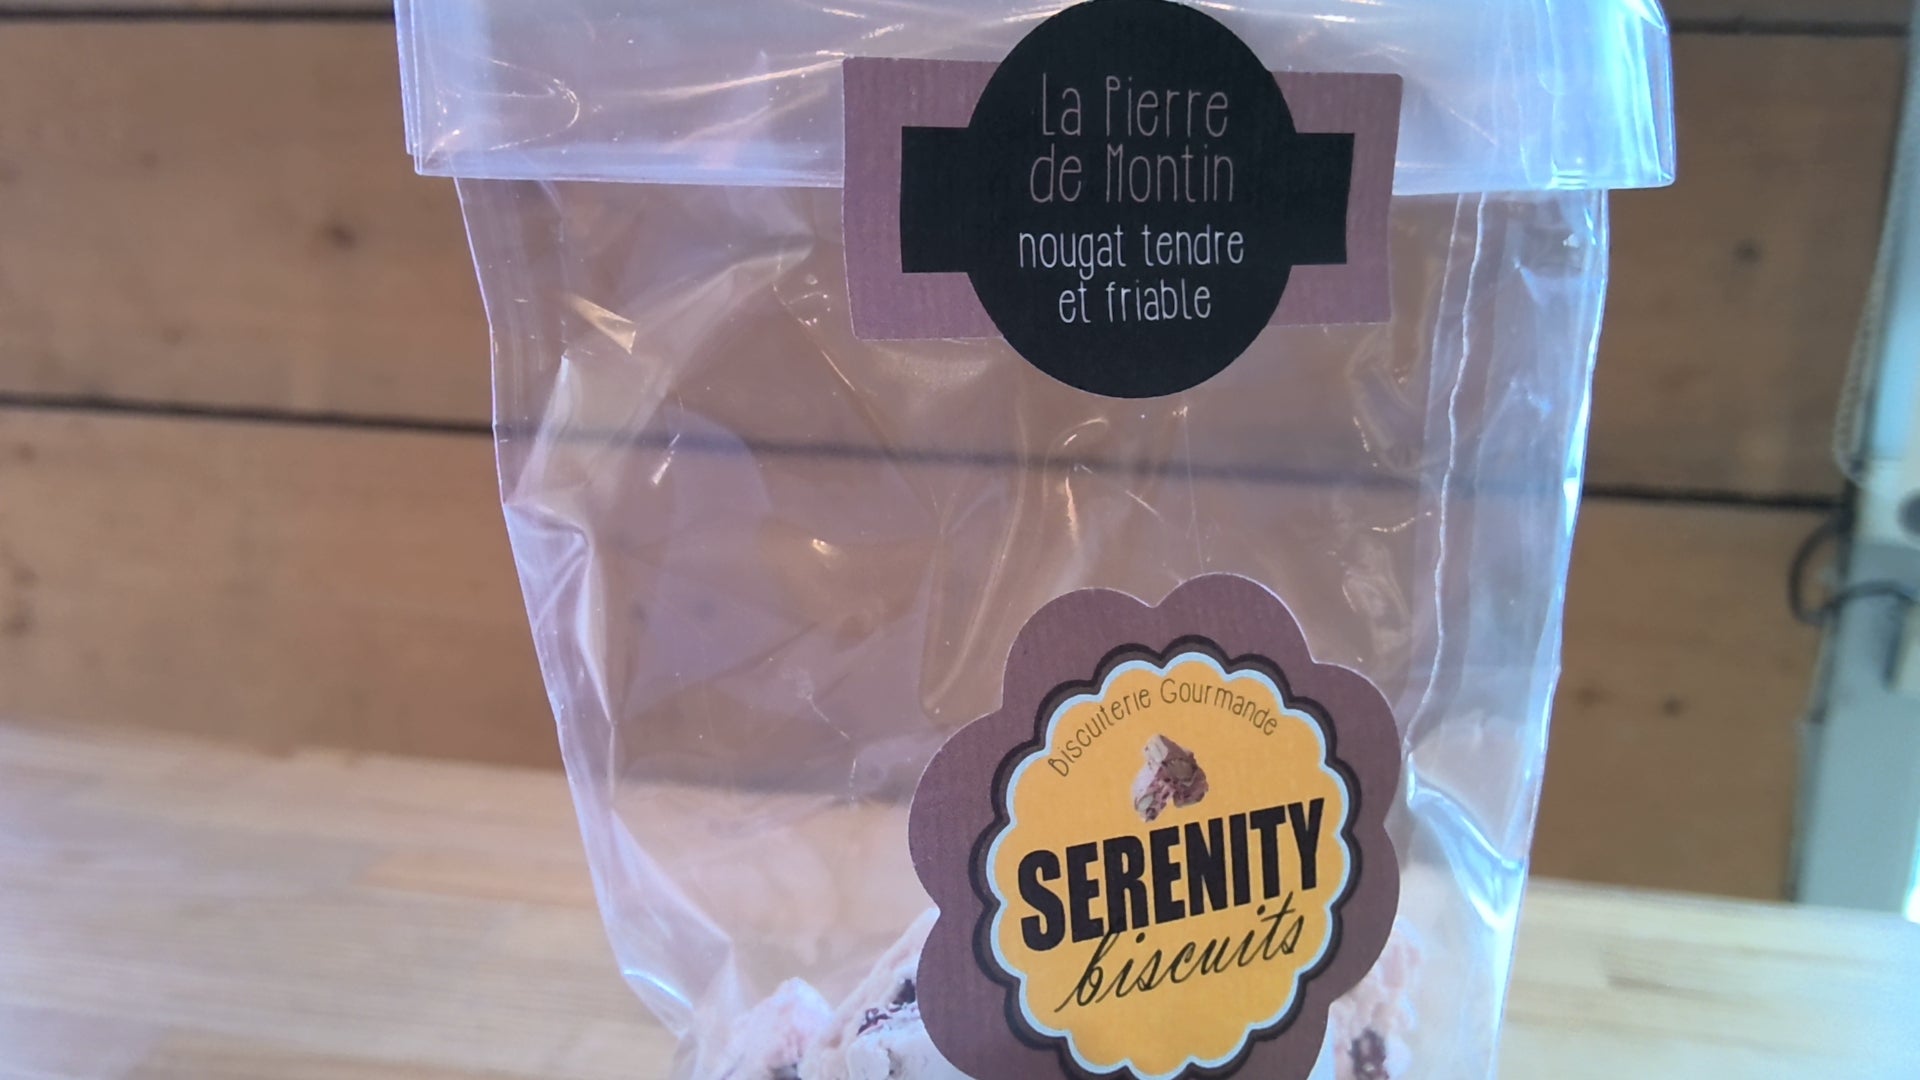 La Pierre
de Montin
nougat tendre
et friable
Biscuiterie Gourmande
SERENITY
biscuits